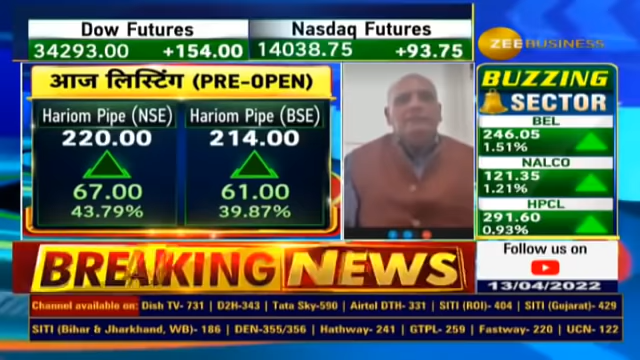 Dow Futures
34293.00 +154.00
Nasdaq Futures
14038.75 +93.75
ZEE BUSINESS
आज लिस्टिंग (PRE-OPEN)
Hariom Pipe (NSE)
220.00
67.00
43.79%
Hariom Pipe (BSE)
214.00
61.00
39.87%
BUZZING
SECTOR
BEL
246.05
1.51%
NALCO
121.35
1.21%
HPCL
291.60
0.93%
BREAKING NEWS
Follow us on
13/04/2022
Channel available on: Dish TV- 731 | D2H-343 | Tata Sky-590 | Airtel DTH- 331 | SITI (ROI)- 404 | SITI (Gujarat)- 429
SITI (Bihar & Jharkhand, WB)- 186 | DEN-355/356 | Hathway- 241 | GTPL- 259 | Fastway- 220 | UCN- 122